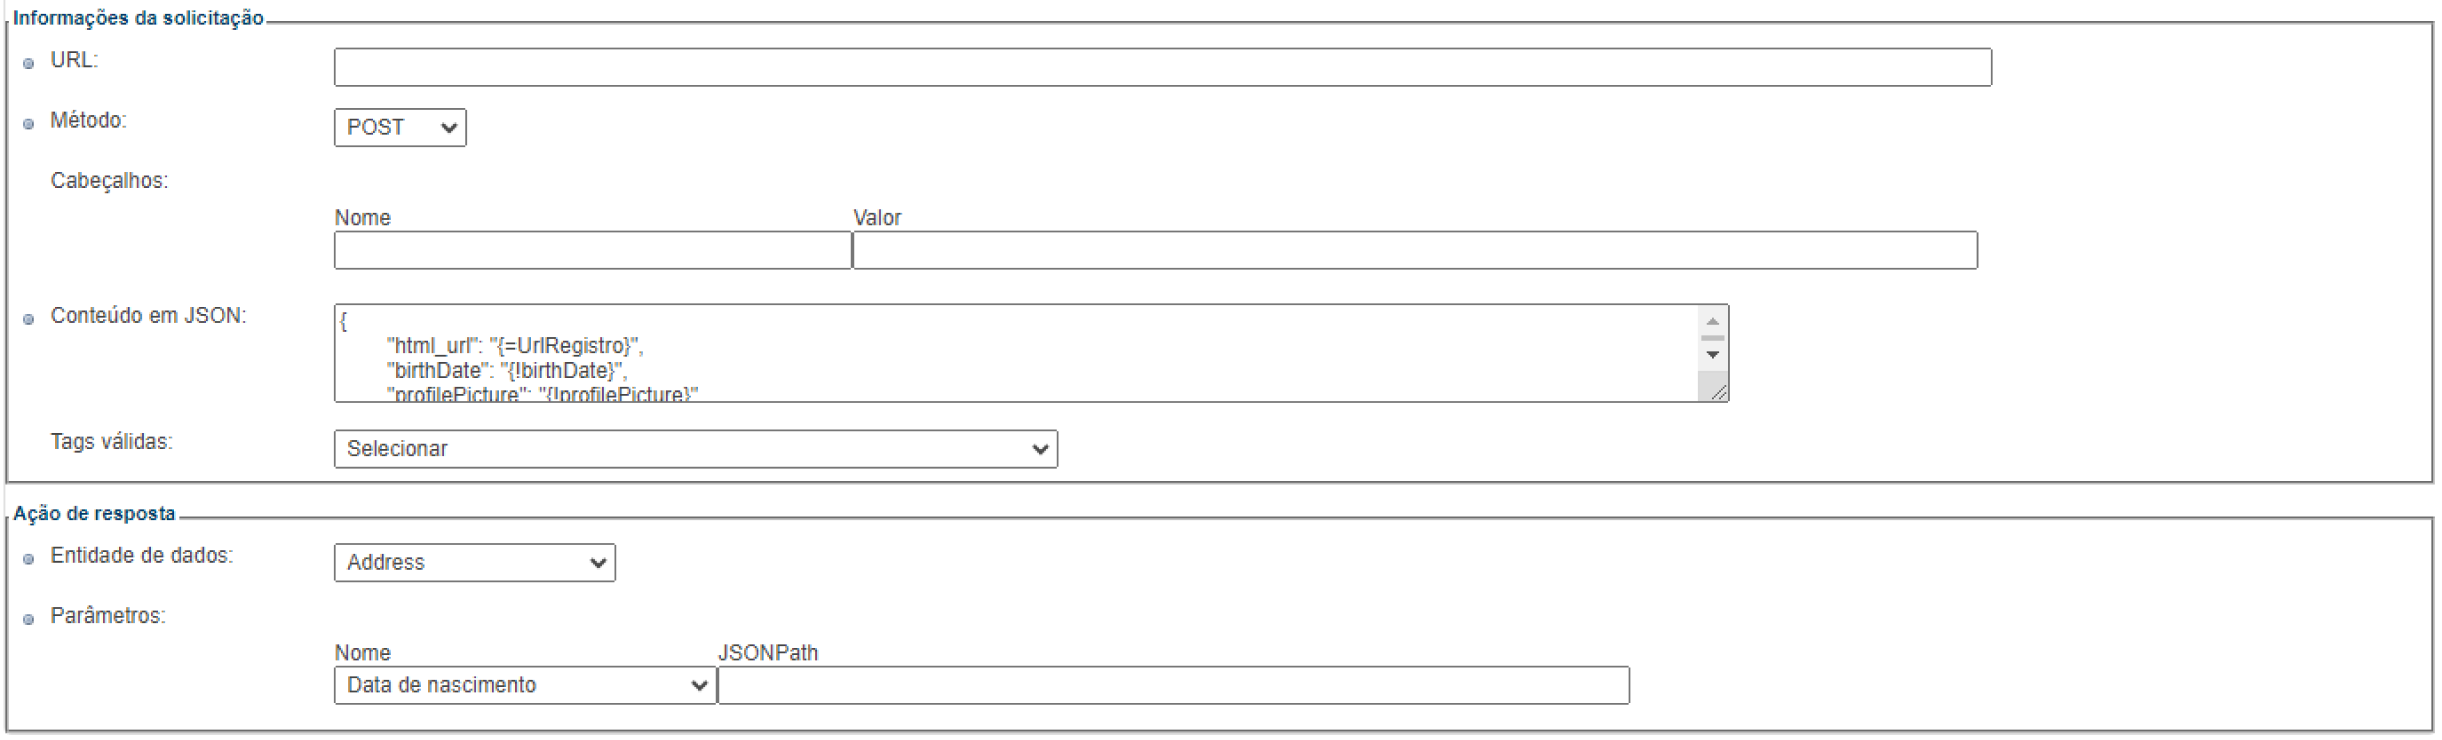 Informações da solicitação
URL:
Método:
POST
Cabeçalhos:
Nome Valor
Conteúdo em JSON:
{
"html_url": "{=UrlRegistro}",
"birthDate": "{!birthDate}",
"profilePicture": "{!profilePicture}"
Tags válidas:
Selecionar
Ação de resposta
Entidade de dados:
Address
Parâmetros:
Nome JSONPath
Data de nascimento